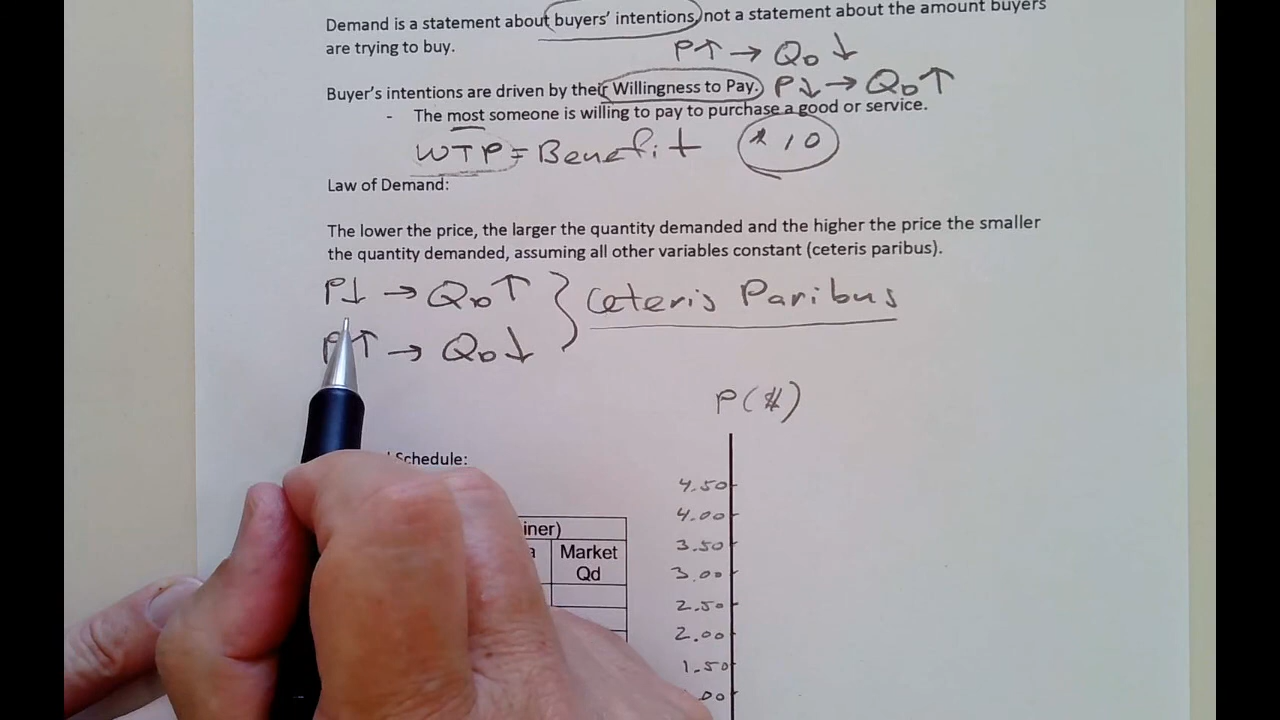 Demand is a statement about buyers' intentions, not a statement about the amount buyers
are trying to buy.
P↑ → QD ↓
Buyer's intentions are driven by their Willingness to Pay. P↓ → QD ↑
- The most someone is willing to pay to purchase a good or service.
WTP = Benefit $10
Law of Demand:
The lower the price, the larger the quantity demanded and the higher the price the smaller
the quantity demanded, assuming all other variables constant (ceteris paribus).
P↓ → QD ↑ } Ceteris Paribus
P↑ → QD ↓
P($)
Schedule:
4.50
4.00
3.50
3.00
2.50
2.00
1.50
Market
Qd